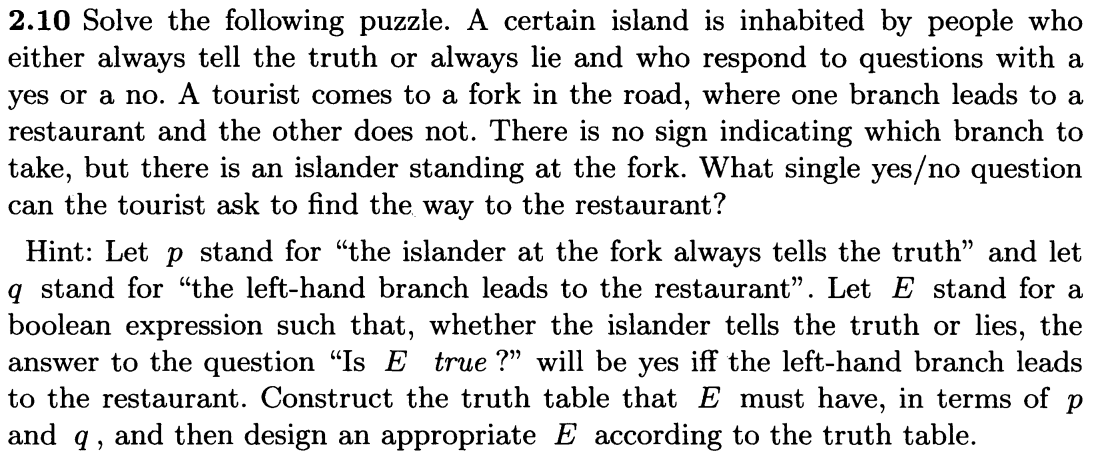 2.10 Solve the following puzzle. A certain island is inhabited by people who
either always tell the truth or always lie and who respond to questions with a
yes or a no. A tourist comes to a fork in the road, where one branch leads to a
restaurant and the other does not. There is no sign indicating which branch to
take, but there is an islander standing at the fork. What single yes/no question
can the tourist ask to find the way to the restaurant?
Hint: Let p stand for “the islander at the fork always tells the truth” and let
q stand for “the left-hand branch leads to the restaurant”. Let E stand for a
boolean expression such that, whether the islander tells the truth or lies, the
answer to the question “Is E true?” will be yes iff the left-hand branch leads
to the restaurant. Construct the truth table that E must have, in terms of p
and q, and then design an appropriate E according to the truth table.